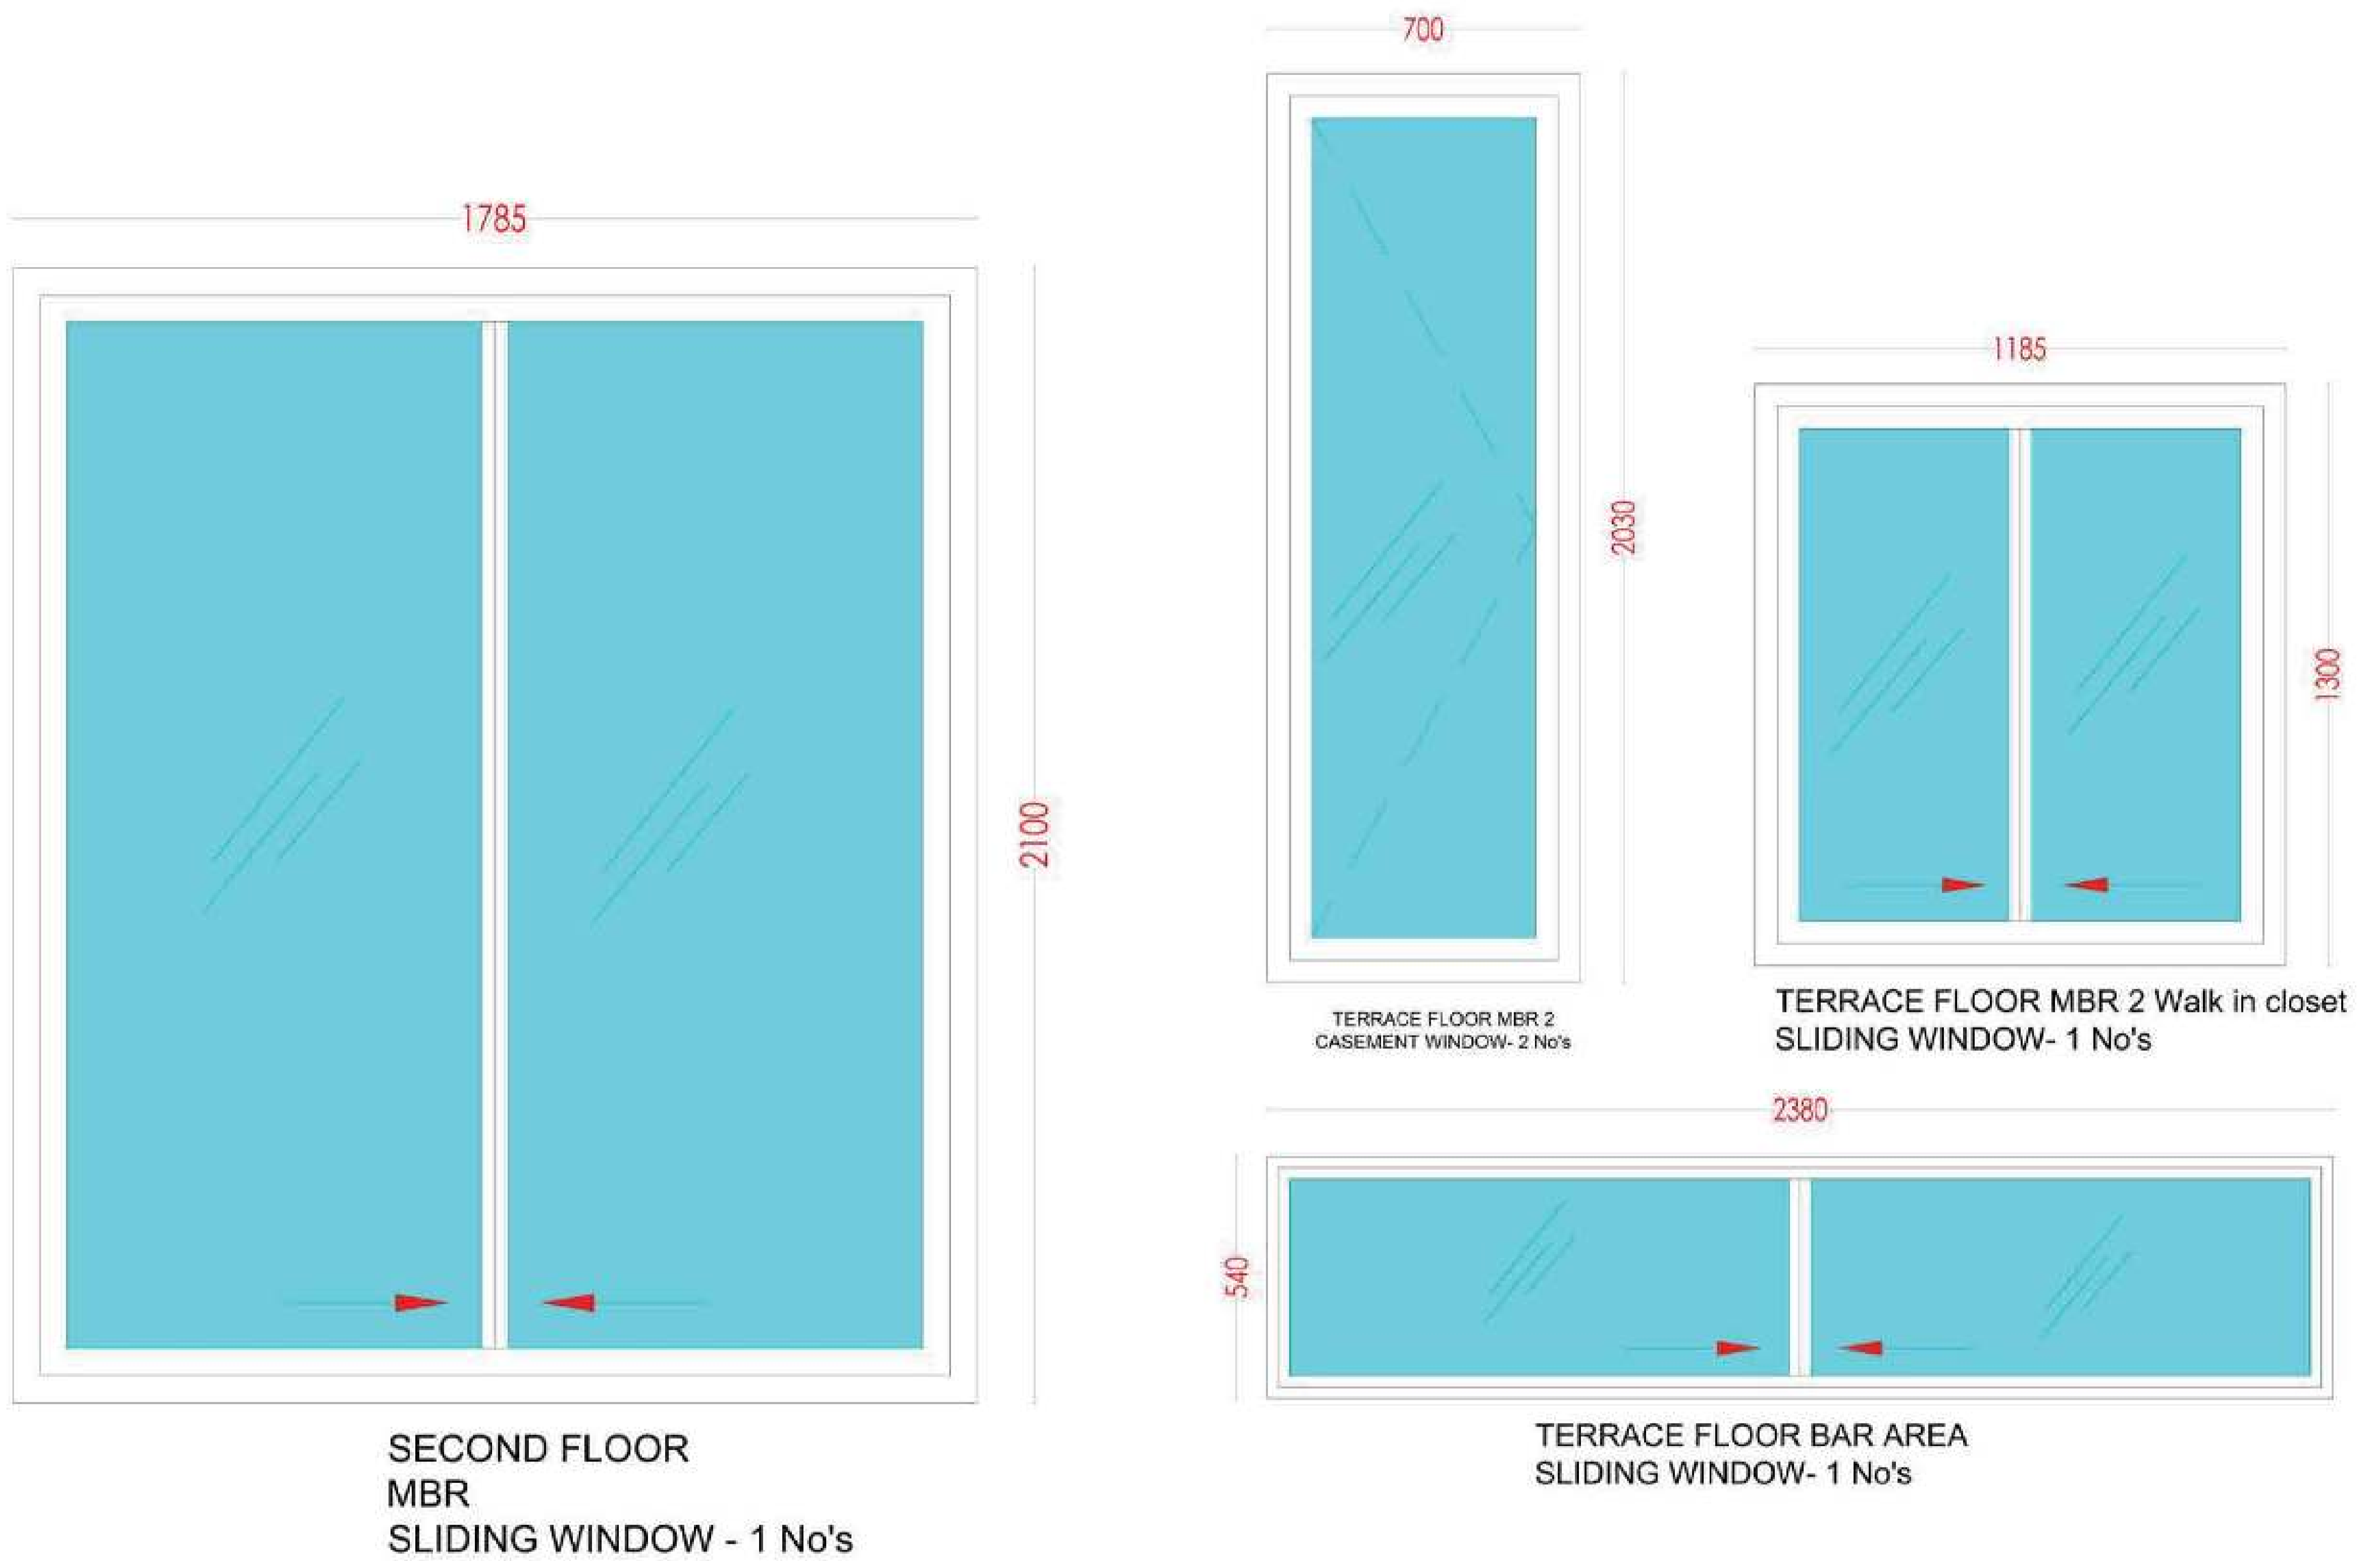 1785
2100
SECOND FLOOR
MBR
SLIDING WINDOW - 1 No's
700
2030
TERRACE FLOOR MBR 2
CASEMENT WINDOW- 2 No's
1185
1300
TERRACE FLOOR MBR 2 Walk in closet
SLIDING WINDOW- 1 No's
2380
540
TERRACE FLOOR BAR AREA
SLIDING WINDOW- 1 No's